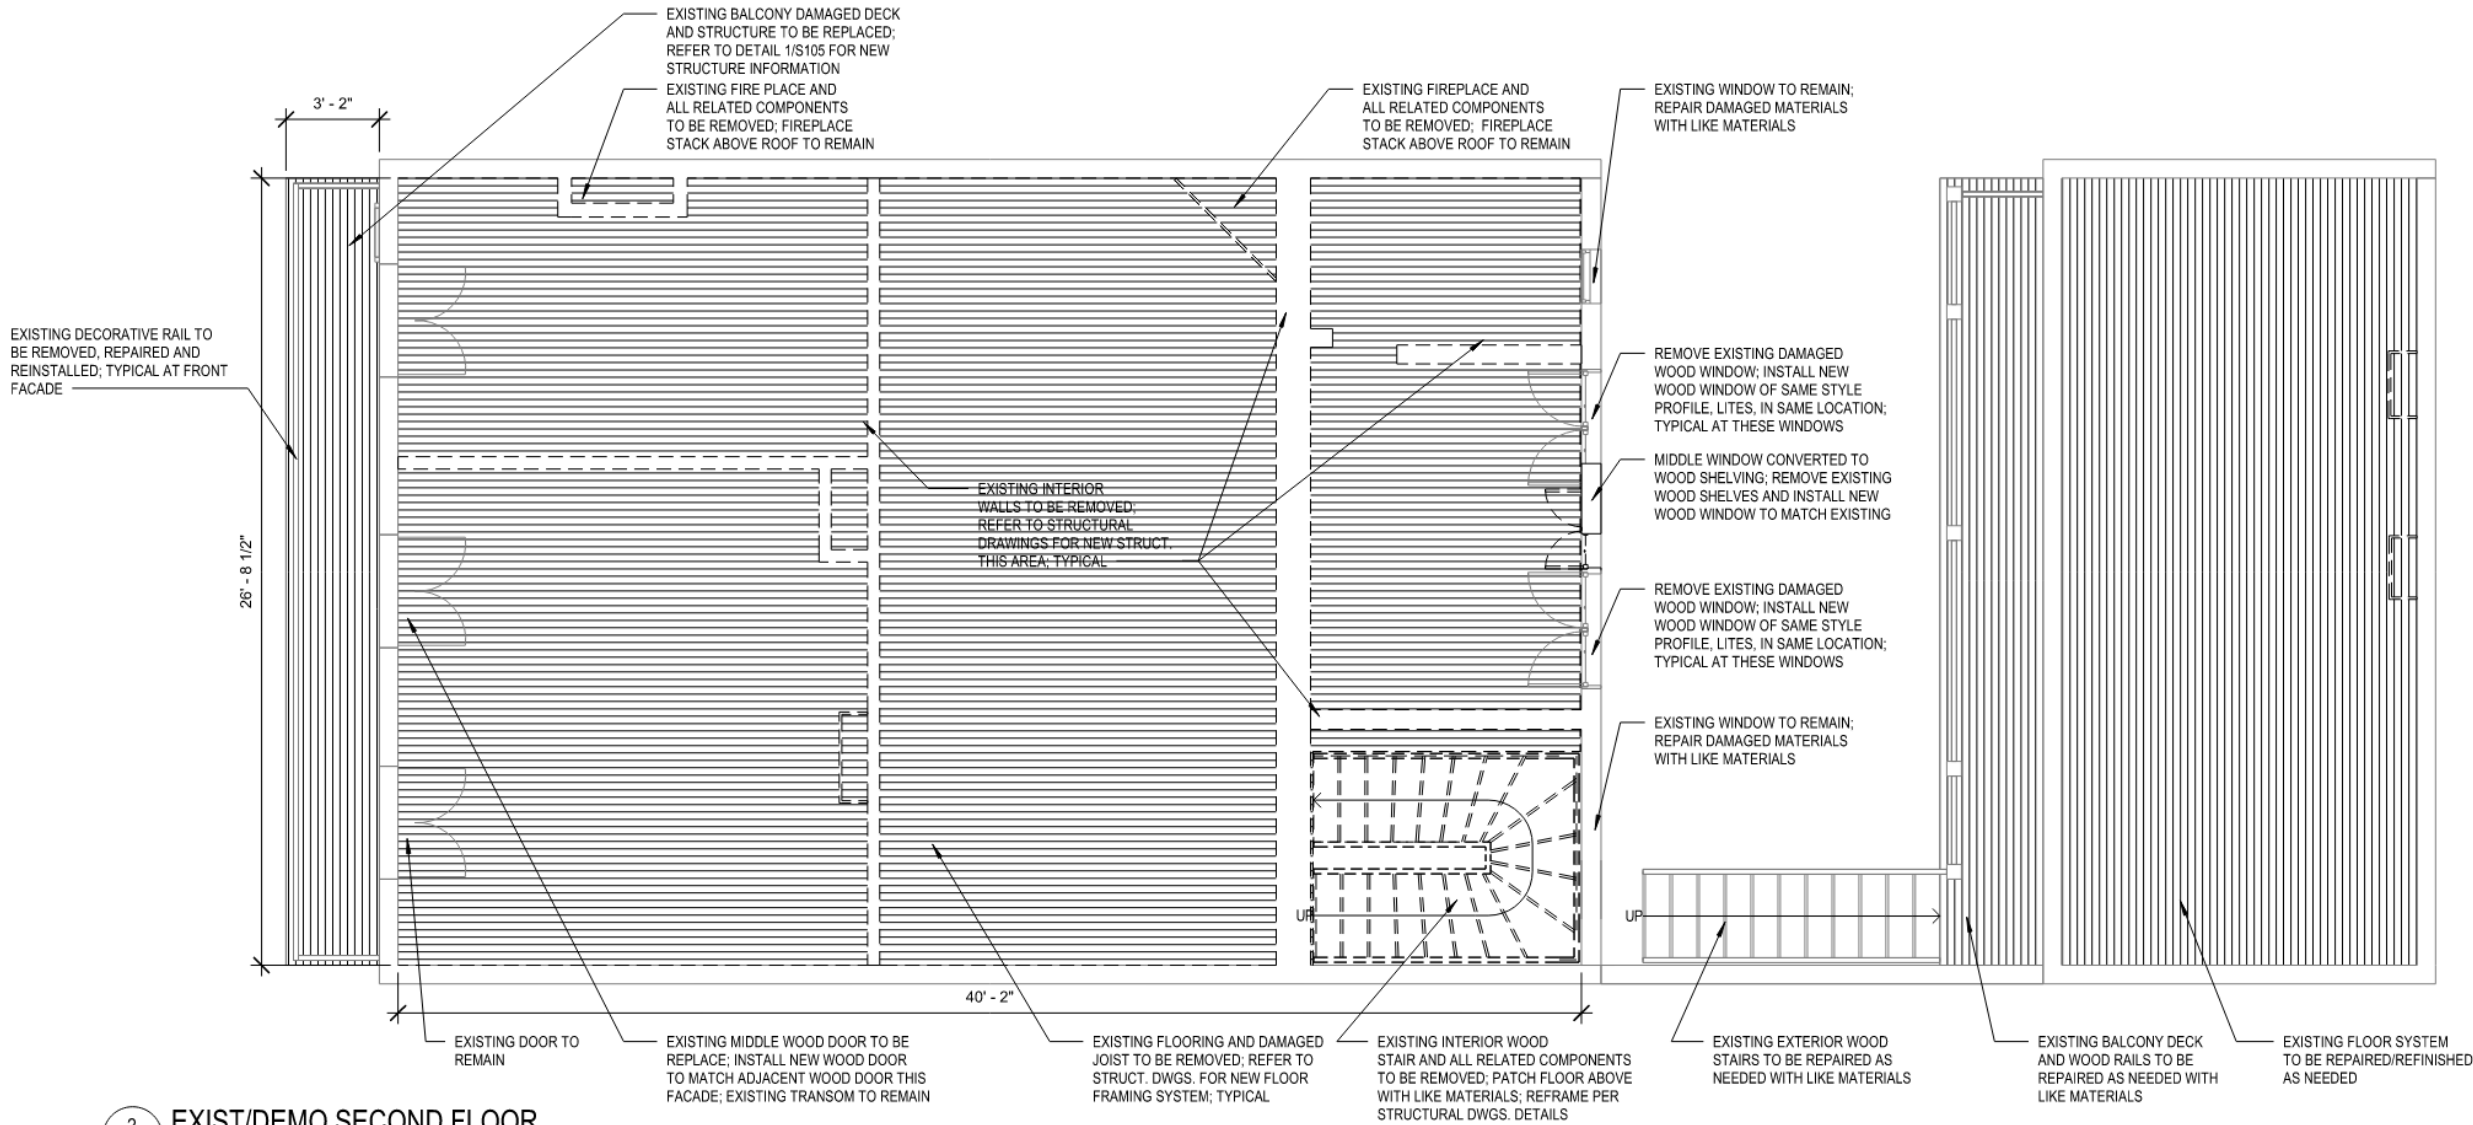 EXISTING BALCONY DAMAGED DECK
AND STRUCTURE TO BE REPLACED;
REFER TO DETAIL 1/S105 FOR NEW
STRUCTURE INFORMATION
EXISTING FIRE PLACE AND
ALL RELATED COMPONENTS
TO BE REMOVED; FIREPLACE
STACK ABOVE ROOF TO REMAIN
EXISTING FIREPLACE AND
ALL RELATED COMPONENTS
TO BE REMOVED; FIREPLACE
STACK ABOVE ROOF TO REMAIN
EXISTING WINDOW TO REMAIN;
REPAIR DAMAGED MATERIALS
WITH LIKE MATERIALS
3' - 2"
EXISTING DECORATIVE RAIL TO
BE REMOVED, REPAIRED AND
REINSTALLED; TYPICAL AT FRONT
FACADE
26' - 8 1/2"
EXISTING INTERIOR
WALLS TO BE REMOVED;
REFER TO STRUCTURAL
DRAWINGS FOR NEW STRUCT.
THIS AREA; TYPICAL
REMOVE EXISTING DAMAGED
WOOD WINDOW; INSTALL NEW
WOOD WINDOW OF SAME STYLE
PROFILE, LITES, IN SAME LOCATION;
TYPICAL AT THESE WINDOWS
MIDDLE WINDOW CONVERTED TO
WOOD SHELVING; REMOVE EXISTING
WOOD SHELVES AND INSTALL NEW
WOOD WINDOW TO MATCH EXISTING
REMOVE EXISTING DAMAGED
WOOD WINDOW; INSTALL NEW
WOOD WINDOW OF SAME STYLE
PROFILE, LITES, IN SAME LOCATION;
TYPICAL AT THESE WINDOWS
EXISTING WINDOW TO REMAIN;
REPAIR DAMAGED MATERIALS
WITH LIKE MATERIALS
UP
UP
40' - 2"
EXISTING DOOR TO
REMAIN
EXISTING MIDDLE WOOD DOOR TO BE
REPLACE; INSTALL NEW WOOD DOOR
TO MATCH ADJACENT WOOD DOOR THIS
FACADE; EXISTING TRANSOM TO REMAIN
EXISTING FLOORING AND DAMAGED
JOIST TO BE REMOVED; REFER TO
STRUCT. DWGS. FOR NEW FLOOR
FRAMING SYSTEM; TYPICAL
EXISTING INTERIOR WOOD
STAIR AND ALL RELATED COMPONENTS
TO BE REMOVED; PATCH FLOOR ABOVE
WITH LIKE MATERIALS; REFRAME PER
STRUCTURAL DWGS. DETAILS
EXISTING EXTERIOR WOOD
STAIRS TO BE REPAIRED AS
NEEDED WITH LIKE MATERIALS
EXISTING BALCONY DECK
AND WOOD RAILS TO BE
REPAIRED AS NEEDED WITH
LIKE MATERIALS
EXISTING FLOOR SYSTEM
TO BE REPAIRED/REFINISHED
AS NEEDED
2
EXIST/DEMO SECOND FLOOR